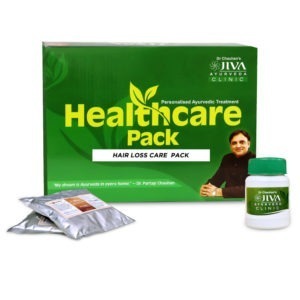 Dr Chauhan's
JIVA
AYURVEDA
CLINIC
Personalised Ayurvedic Treatment
Healthcare
Pack
HAIR LOSS CARE PACK
"My dream is Ayurveda in every home" - Dr. Partap Chauhan
Dr Chauhan's
JIVA
AYURVEDA
CLINIC